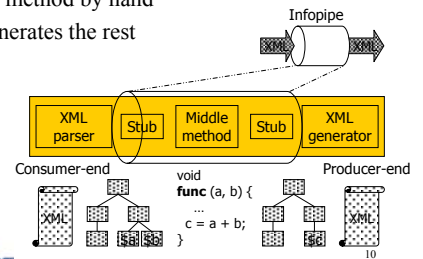 method by hand
enerates the rest
Infopipe
XML XML
XML
parser
Stub
Middle
method
Stub
XML
generator
Consumer-end
Producer-end
void
func (a, b) {
...
c = a + b;
}
XML
$a $b
$c
XML
10